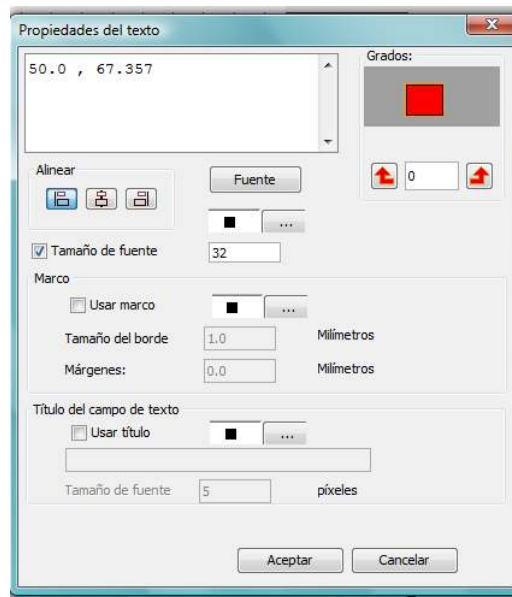 Propiedades del texto
50.0 , 67.357
Grados:
0
Alinear
Fuente
...
Tamaño de fuente
32
Marco
Usar marco
...
Tamaño del borde
1.0
Milímetros
Márgenes:
0.0
Milímetros
Título del campo de texto
Usar título
...
Tamaño de fuente
5
píxeles
Aceptar
Cancelar